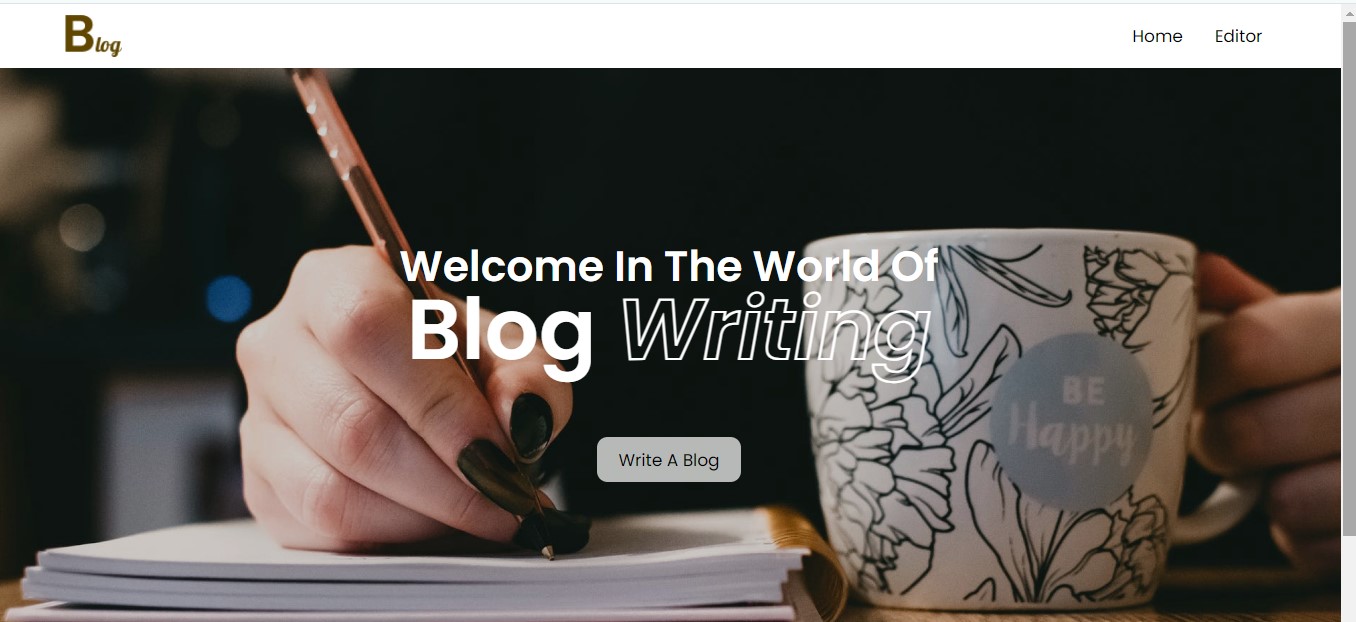 Blog
Home
Editor
Welcome In The World Of
Blog Writing
BE
Happy
Write A Blog